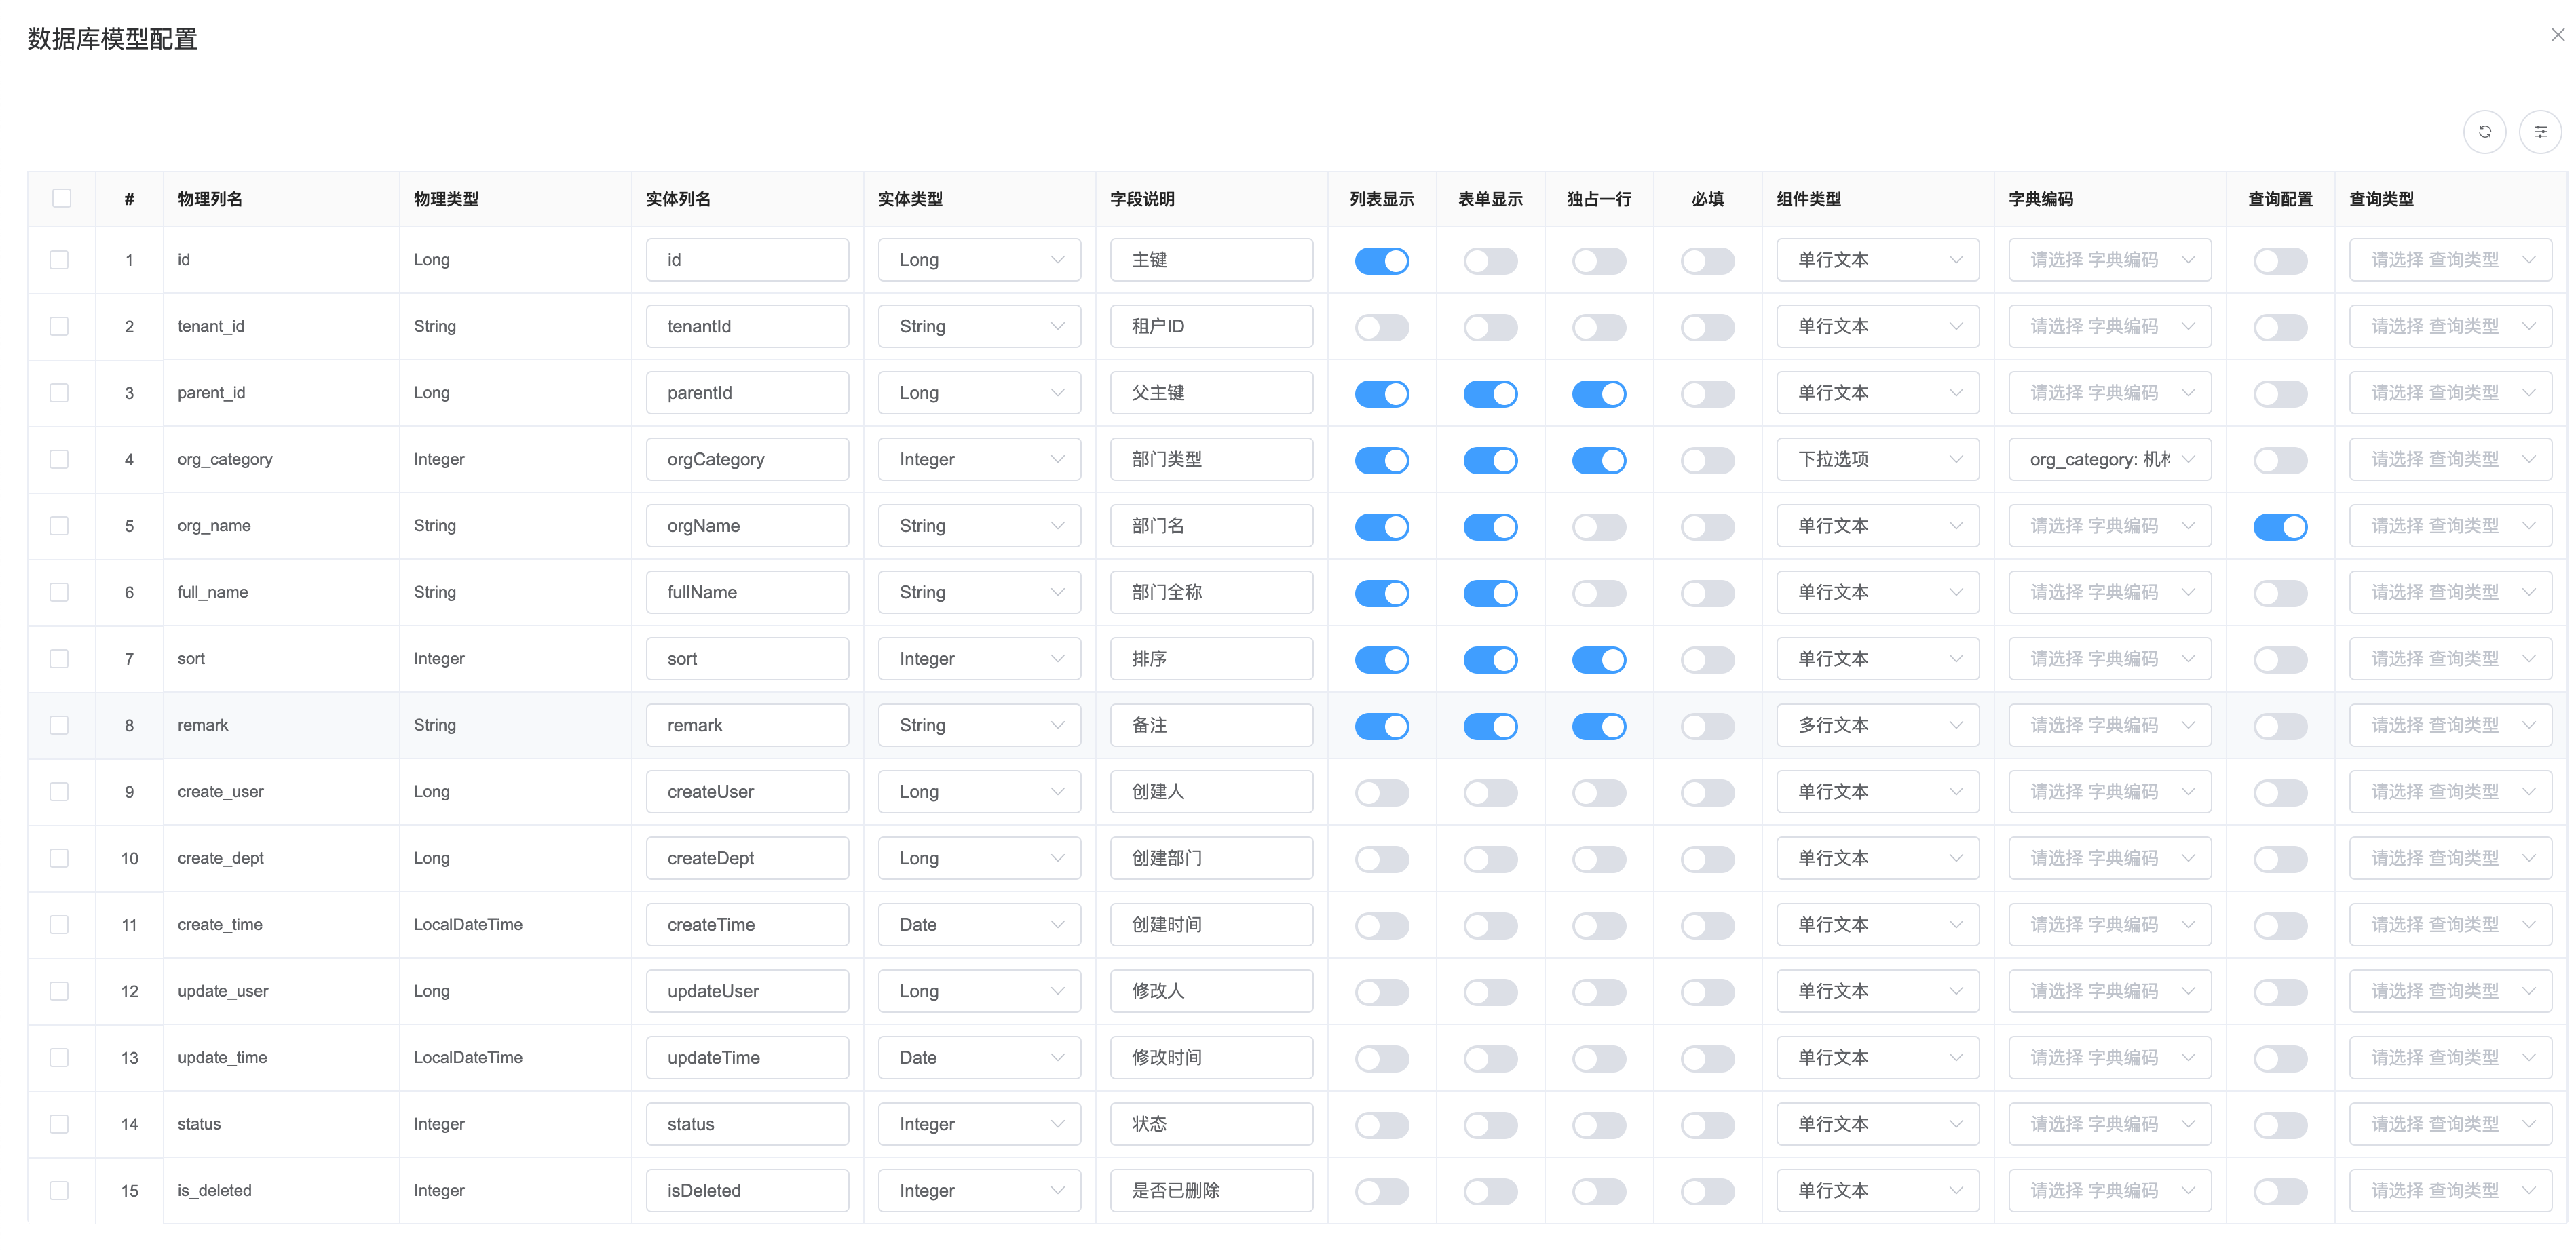 数据库模型配置
# 物理列名 物理类型 实体列名 实体类型 字段说明 列表显示 表单显示 独占一行 必填 组件类型 字典编码 查询配置 查询类型
1 id Long id Long 主键 单行文本 请选择 字典编码 请选择 查询类型
2 tenant_id String tenantId String 租户ID 单行文本 请选择 字典编码 请选择 查询类型
3 parent_id Long parentId Long 父主键 单行文本 请选择 字典编码 请选择 查询类型
4 org_category Integer orgCategory Integer 部门类型 下拉选项 org_category: 机 请选择 查询类型
5 org_name String orgName String 部门名 单行文本 请选择 字典编码 请选择 查询类型
6 full_name String fullName String 部门全称 单行文本 请选择 字典编码 请选择 查询类型
7 sort Integer sort Integer 排序 单行文本 请选择 字典编码 请选择 查询类型
8 remark String remark String 备注 多行文本 请选择 字典编码 请选择 查询类型
9 create_user Long createUser Long 创建人 单行文本 请选择 字典编码 请选择 查询类型
10 create_dept Long createDept Long 创建部门 单行文本 请选择 字典编码 请选择 查询类型
11 create_time LocalDateTime createTime Date 创建时间 单行文本 请选择 字典编码 请选择 查询类型
12 update_user Long updateUser Long 修改人 单行文本 请选择 字典编码 请选择 查询类型
13 update_time LocalDateTime updateTime Date 修改时间 单行文本 请选择 字典编码 请选择 查询类型
14 status Integer status Integer 状态 单行文本 请选择 字典编码 请选择 查询类型
15 is_deleted Integer isDeleted Integer 是否已删除 单行文本 请选择 字典编码 请选择 查询类型